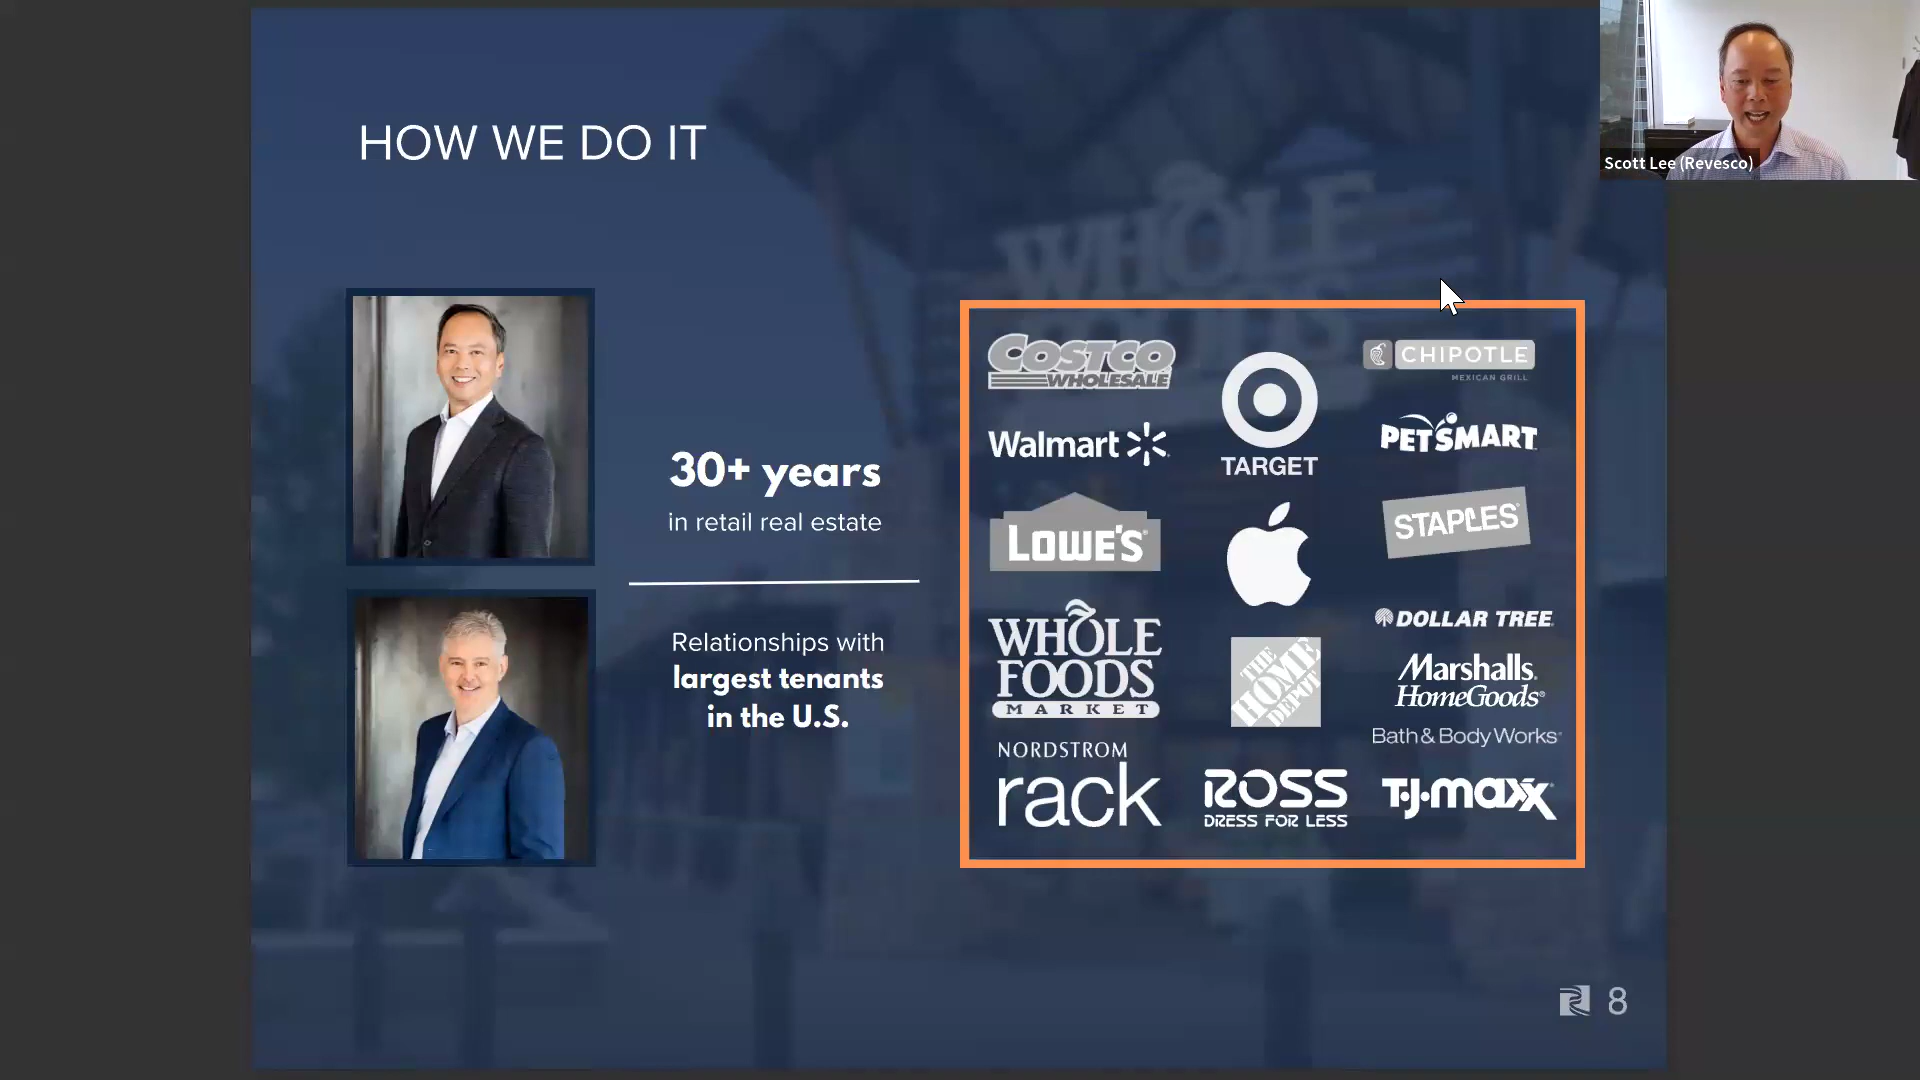 HOW WE DO IT
Scott Lee (Revesco)
30+ years
in retail real estate
Relationships with
largest tenants
in the U.S.
WHOLE
FOODS
COSTCO
WHOLESALE
Walmart
LOWE'S
WHOLE
FOODS
MARKET
NORDSTROM
rack
TARGET
THE
HOME
DEPOT
ROSS
DRESS FOR LESS
CHIPOTLE
MEXICAN GRILL
PETSMART
STAPLES
DOLLAR TREE
Marshalls.
HomeGoods®
Bath & Body Works
T·J·maxx
8